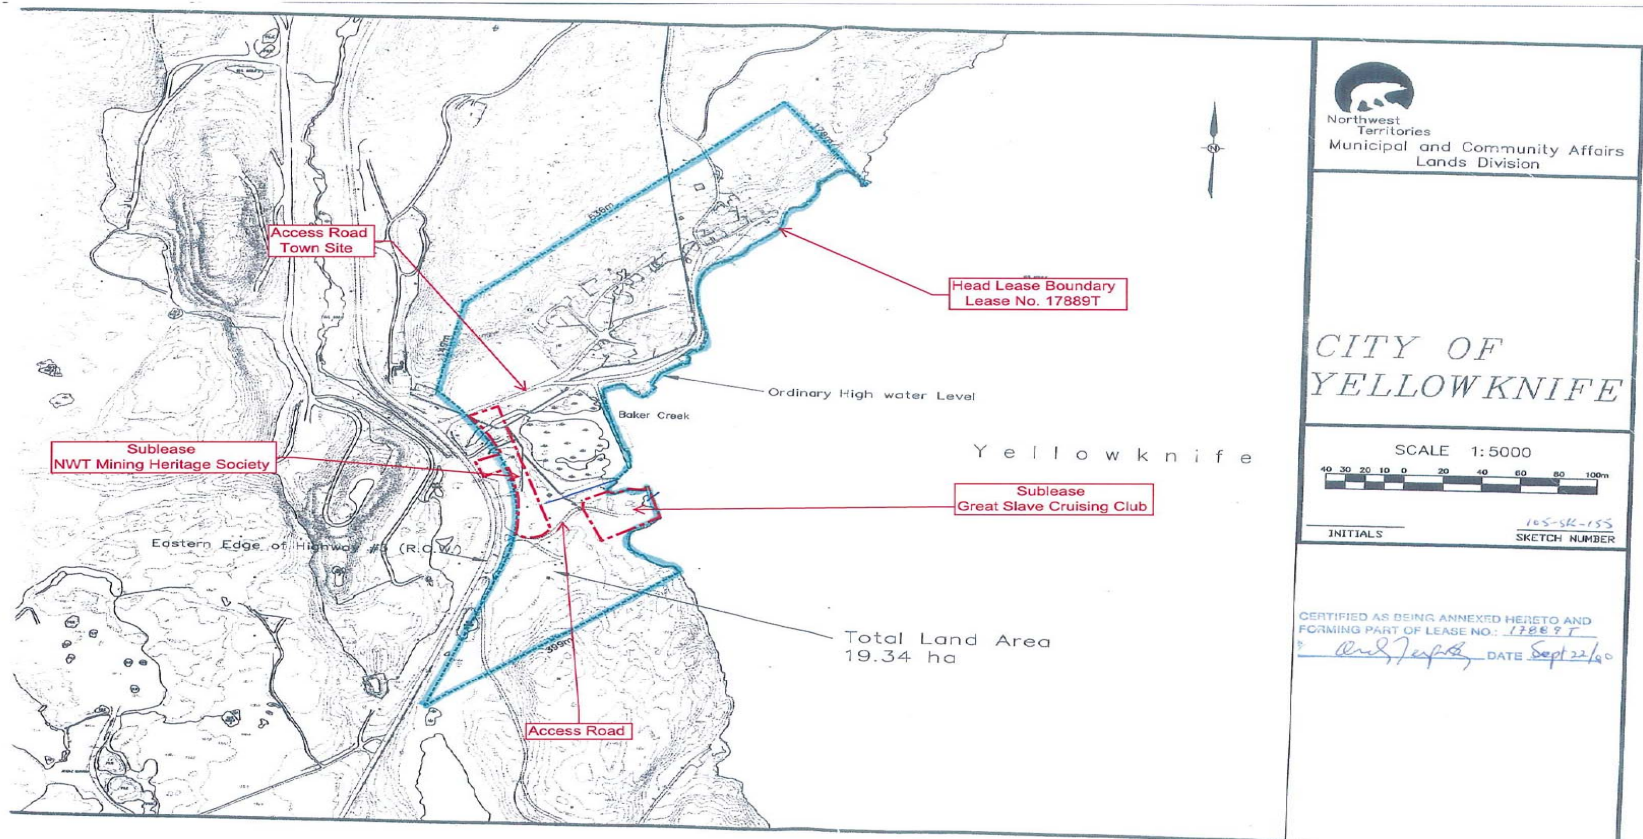 Northwest
Territories
Municipal and Community Affairs
Lands Division
CITY OF
YELLOWKNIFE
SCALE 1:5000
40 30 20 10 0 20 40 60 80 100m
INITIALS
105-SK-155
SKETCH NUMBER
CERTIFIED AS BEING ANNEXED HERETO AND
FORMING PART OF LEASE NO.: 17889T
DATE Sept 22/
N
178m
638m
Access Road
Town Site
Head Lease Boundary
Lease No. 17889T
Ordinary High water Level
Baker Creek
Yellowknife
Sublease
NWT Mining Heritage Society
Sublease
Great Slave Cruising Club
Eastern Edge of Highway (R.O.W.)
Total Land Area
19.34 ha
399m
Access Road